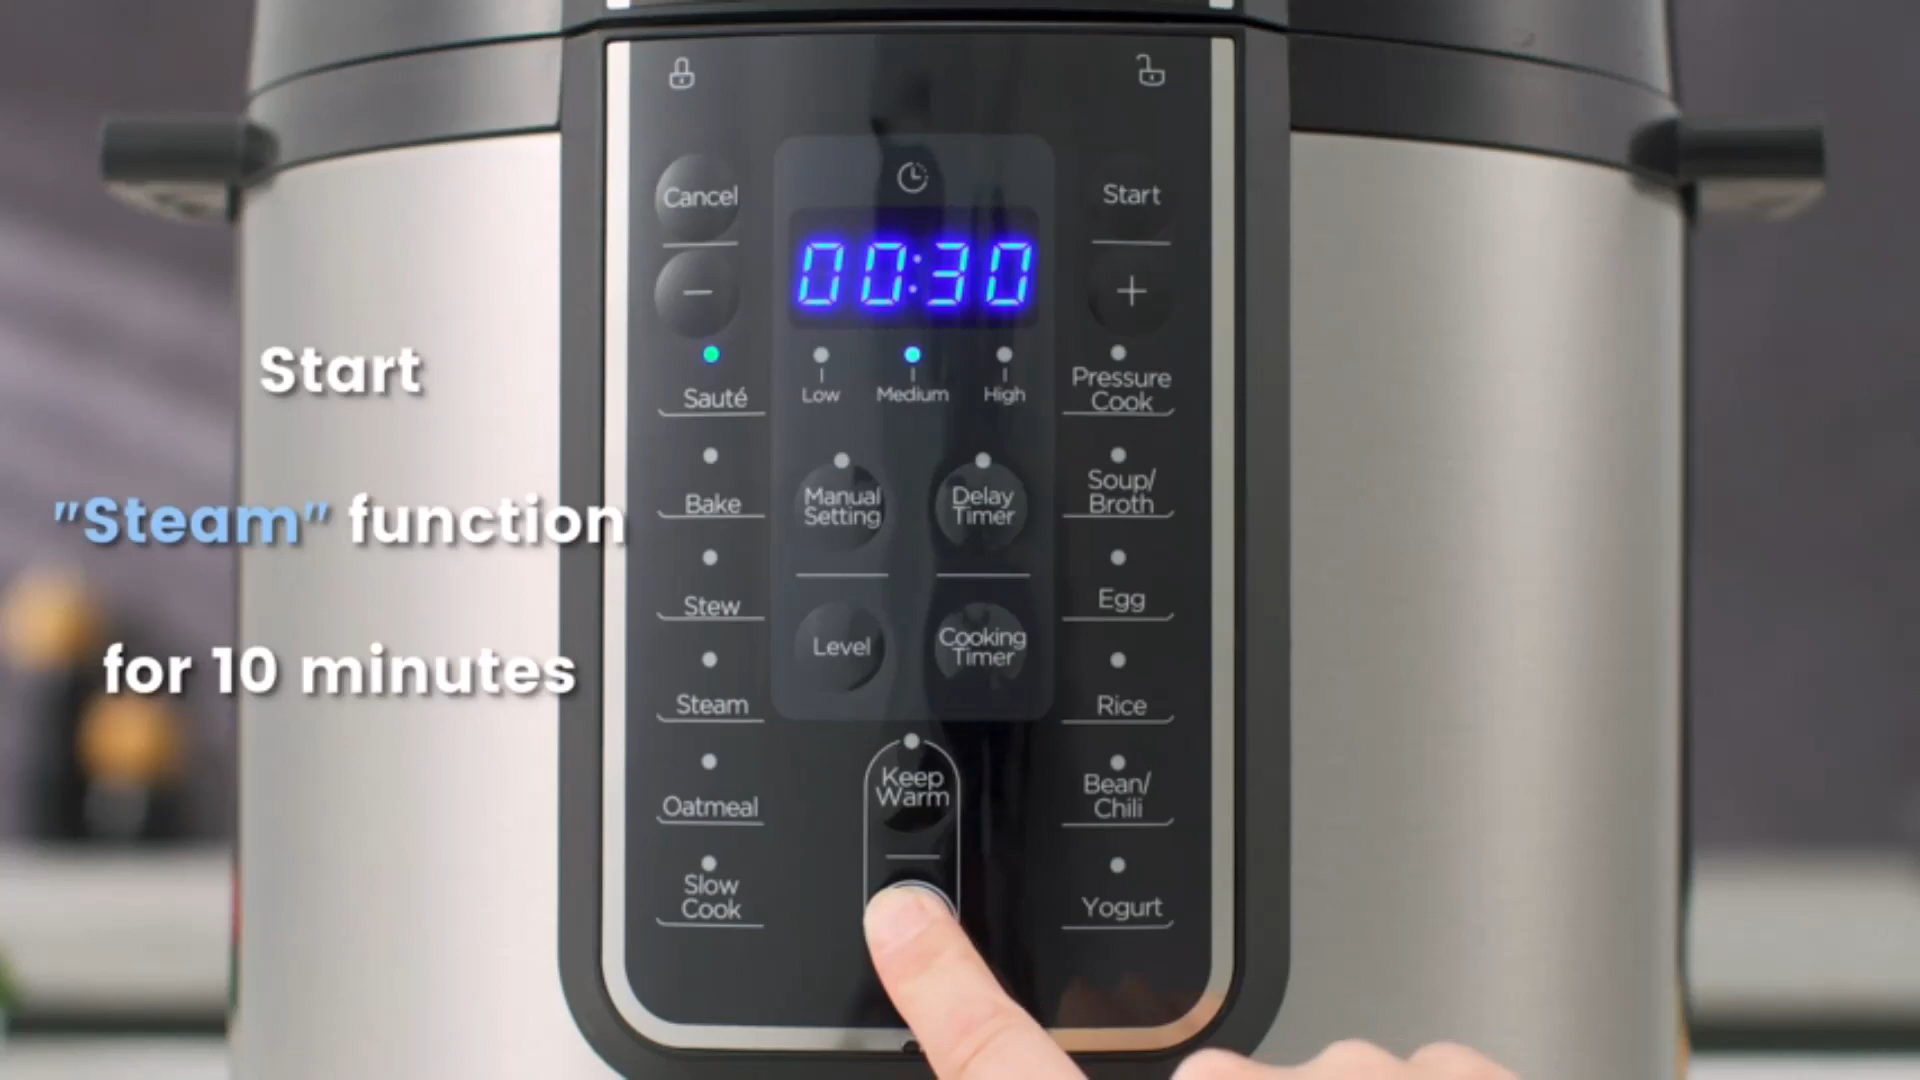 Cancel
Start
00:30
Sauté
Low
Medium
High
Pressure
Cook
Start
"Steam" function
for 10 minutes
Bake
Manual
Setting
Delay
Timer
Soup/
Broth
Stew
Egg
Level
Cooking
Timer
Steam
Rice
Oatmeal
Keep
Warm
Bean/
Chili
Slow
Cook
Yogurt